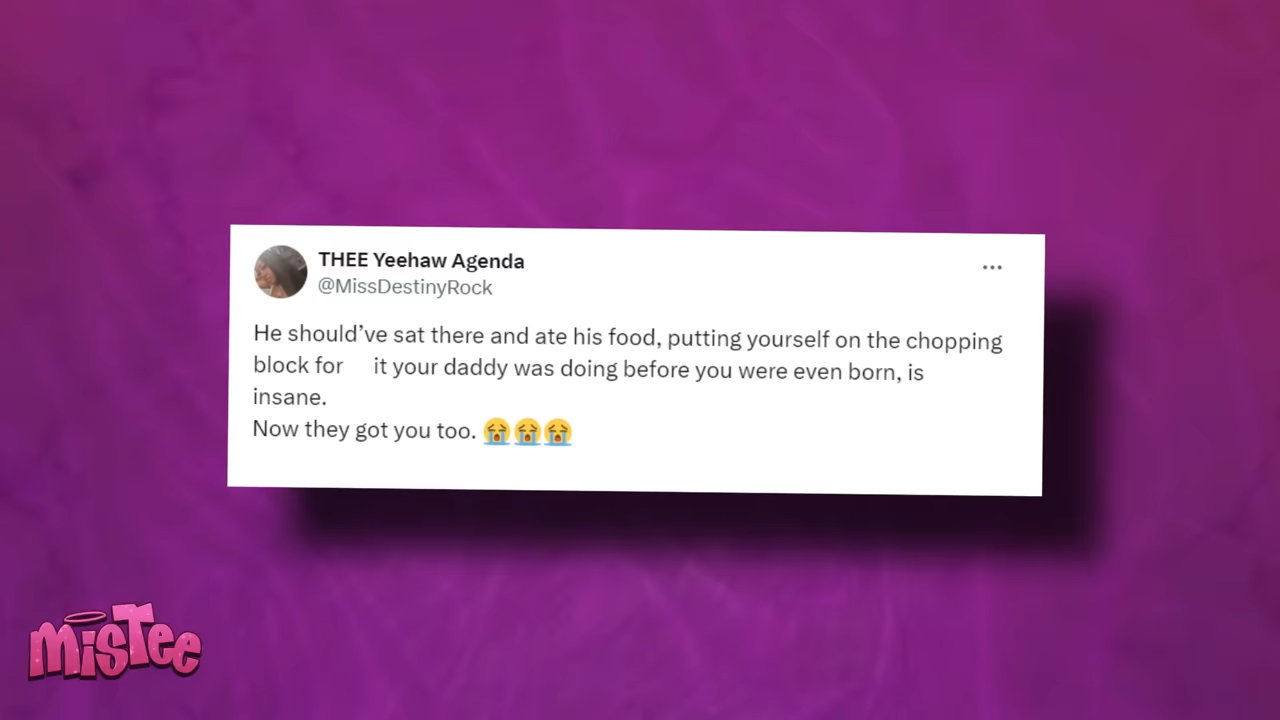 THEE Yeehaw Agenda
@MissDestinyRock
He should’ve sat there and ate his food, putting yourself on the chopping
block for it your daddy was doing before you were even born, is
insane.
Now they got you too. 😭😭😭
misTee